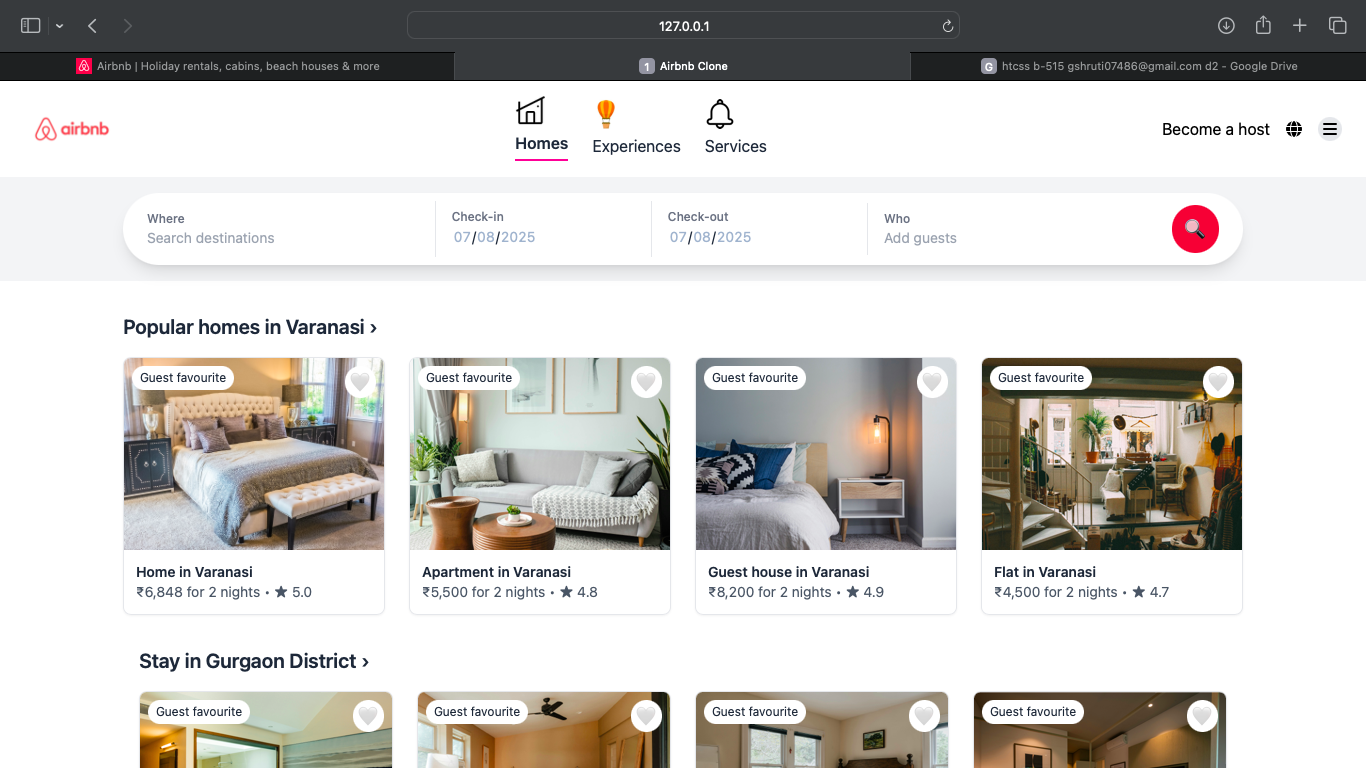 127.0.0.1
Airbnb | Holiday rentals, cabins, beach houses & more
1 Airbnb Clone
G htcss b-515 gshruti07486@gmail.com d2 - Google Drive
airbnb
Homes
Experiences
Services
Become a host
Where
Search destinations
Check-in
07/08/2025
Check-out
07/08/2025
Who
Add guests
Popular homes in Varanasi ›
Guest favourite
Guest favourite
Guest favourite
Guest favourite
Home in Varanasi
₹6,848 for 2 nights • ★ 5.0
Apartment in Varanasi
₹5,500 for 2 nights • ★ 4.8
Guest house in Varanasi
₹8,200 for 2 nights • ★ 4.9
Flat in Varanasi
₹4,500 for 2 nights • ★ 4.7
Stay in Gurgaon District ›
Guest favourite
Guest favourite
Guest favourite
Guest favourite